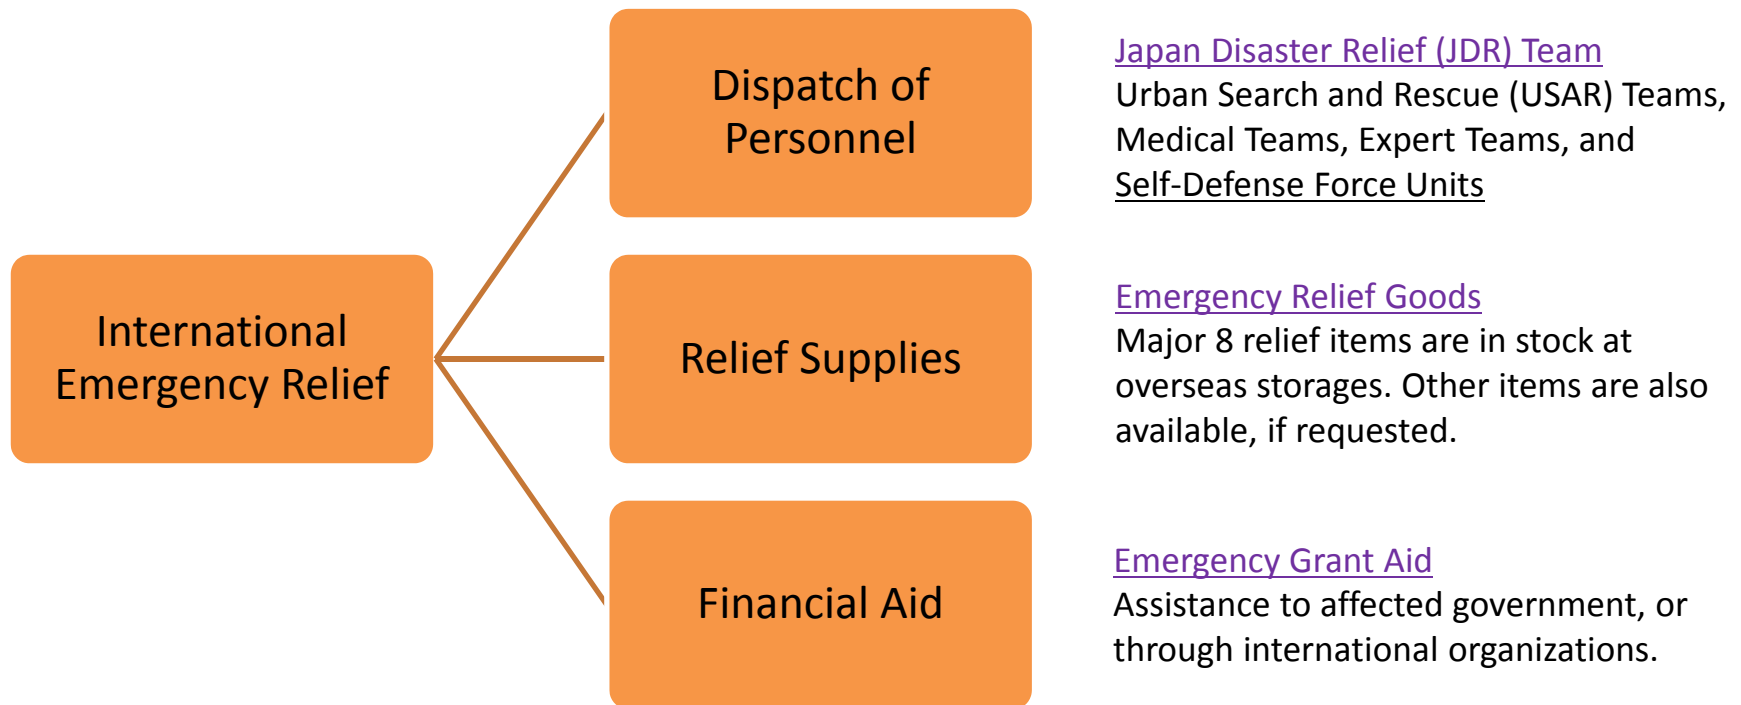 International
Emergency Relief
Dispatch of
Personnel
Japan Disaster Relief (JDR) Team
Urban Search and Rescue (USAR) Teams,
Medical Teams, Expert Teams, and
Self-Defense Force Units
Relief Supplies
Emergency Relief Goods
Major 8 relief items are in stock at
overseas storages. Other items are also
available, if requested.
Financial Aid
Emergency Grant Aid
Assistance to affected government, or
through international organizations.